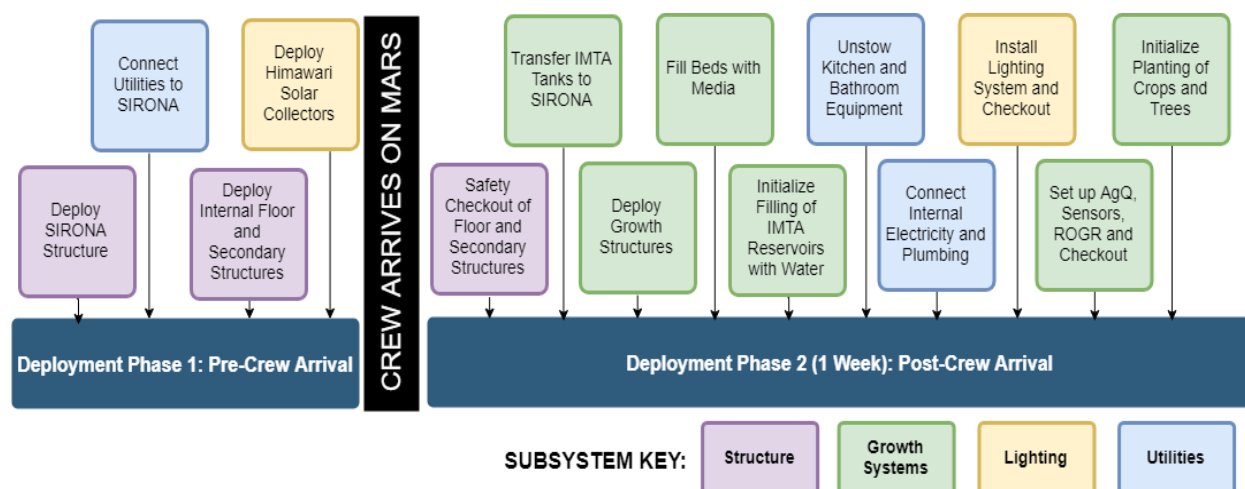 Connect
Utilities to
SIRONA
Deploy
Himawari
Solar
Collectors
Deploy
SIRONA
Structure
Deploy
Internal Floor
and
Secondary
Structures
Deployment Phase 1: Pre-Crew Arrival
CREW ARRIVES ON MARS
Transfer IMTA
Tanks to
SIRONA
Fill Beds with
Media
Unstow
Kitchen and
Bathroom
Equipment
Install
Lighting
System and
Checkout
Initialize
Planting of
Crops and
Trees
Safety
Checkout of
Floor and
Secondary
Structures
Deploy
Growth
Structures
Initialize
Filling of
IMTA
Reservoirs
with Water
Connect
Internal
Electricity and
Plumbing
Set up AgQ,
Sensors,
ROGR and
Checkout
Deployment Phase 2 (1 Week): Post-Crew Arrival
SUBSYSTEM KEY:
Structure
Growth
Systems
Lighting
Utilities